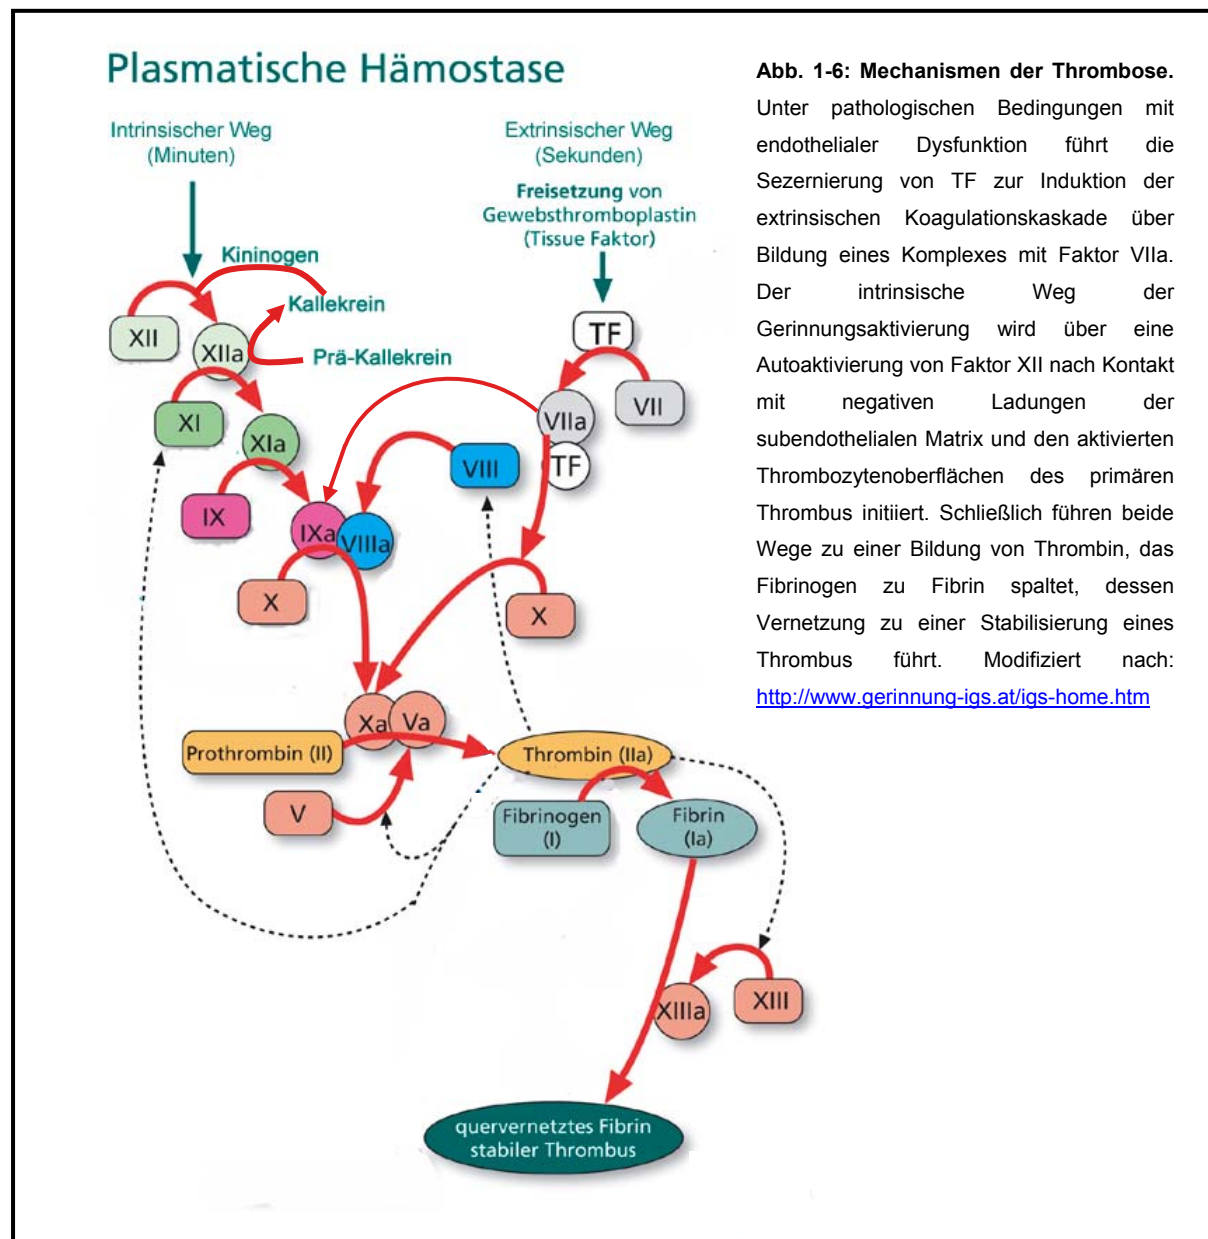 Plasmatische Hämostase
Intrinsischer Weg
(Minuten)
Extrinsischer Weg
(Sekunden)
Freisetzung von
Gewebsthromboplastin
(Tissue Faktor)
Kininogen
Kallekrein
Prä-Kallekrein
XII
XIIa
TF
XI
XIa
VIIa
VII
TF
VIII
IX
IXa
VIIIa
X
X
Xa
Va
Prothrombin (II)
Thrombin (IIa)
V
Fibrinogen
(I)
Fibrin
(Ia)
XIIIa
XIII
quervernetztes Fibrin
stabiler Thrombus
Abb. 1-6: Mechanismen der Thrombose.
Unter pathologischen Bedingungen mit
endothelialer Dysfunktion führt die
Sezernierung von TF zur Induktion der
extrinsischen Koagulationskaskade über
Bildung eines Komplexes mit Faktor VIIa.
Der intrinsische Weg der
Gerinnungsaktivierung wird über eine
Autoaktivierung von Faktor XII nach Kontakt
mit negativen Ladungen der
subendothelialen Matrix und den aktivierten
Thrombozytenoberflächen des primären
Thrombus initiiert. Schließlich führen beide
Wege zu einer Bildung von Thrombin, das
Fibrinogen zu Fibrin spaltet, dessen
Vernetzung zu einer Stabilisierung eines
Thrombus führt. Modifiziert nach:
http://www.gerinnung-igs.at/igs-home.htm